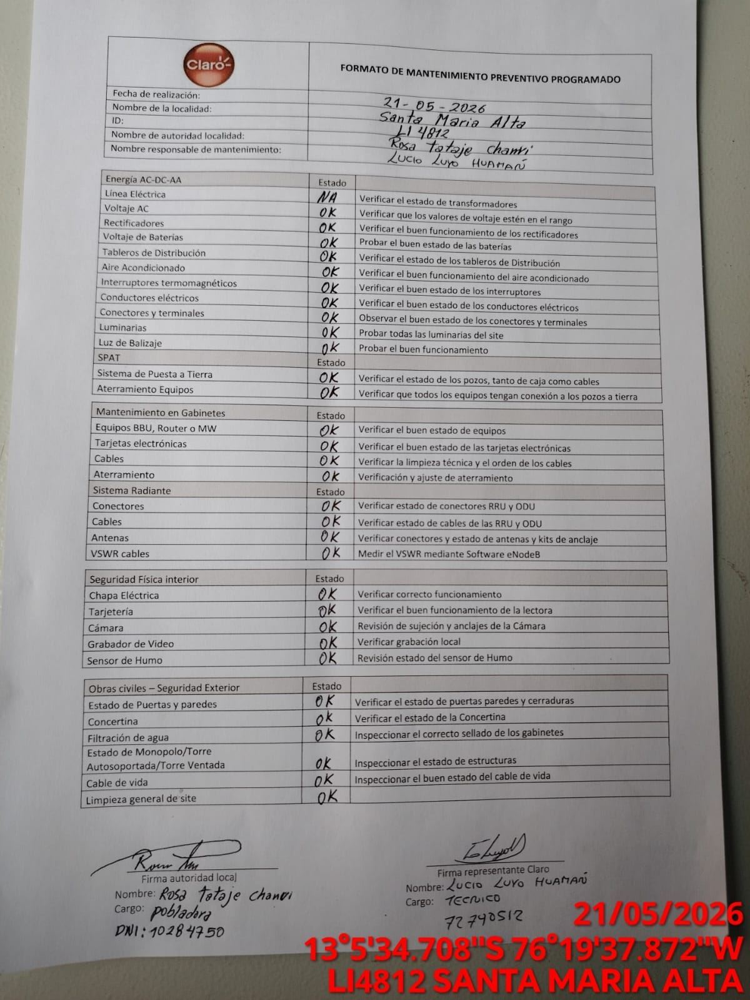 Claro
FORMATO DE MANTENIMIENTO PREVENTIVO PROGRAMADO
Fecha de realización: 21-05-2026
Nombre de la localidad: Santa Maria Alta
ID: LI4812
Nombre de autoridad localidad: Rosa tataje Chanvi
Nombre responsable de mantenimiento: LUCIO LUYO HUAMAÑ
Energía AC-DC-AA Estado
Línea Eléctrica NA Verificar el estado de transformadores
Voltaje AC OK Verificar que los valores de voltaje estén en el rango
Rectificadores OK Verificar el buen funcionamiento de los rectificadores
Voltaje de Baterías OK Probar el buen estado de las baterías
Tableros de Distribución OK Verificar el estado de los tableros de Distribución
Aire Acondicionado OK Verificar el buen funcionamiento del aire acondicionado
Interruptores termomagnéticos OK Verificar el buen estado de los interruptores
Conductores eléctricos OK Verificar el buen estado de los conductores eléctricos
Conectores y terminales OK Observar el buen estado de los conectores y terminales
Luminarias OK Probar todas las luminarias del site
Luz de Balizaje OK Probar el buen funcionamiento
SPAT Estado
Sistema de Puesta a Tierra OK Verificar el estado de los pozos, tanto de caja como cables
Aterramiento Equipos OK Verificar que todos los equipos tengan conexión a los pozos a tierra
Mantenimiento en Gabinetes Estado
Equipos BBU, Router o MW OK Verificar el buen estado de equipos
Tarjetas electrónicas OK Verificar el buen estado de las tarjetas electrónicas
Cables OK Verificar la limpieza técnica y el orden de los cables
Aterramiento OK Verificación y ajuste de aterramiento
Sistema Radiante Estado
Conectores OK Verificar estado de conectores RRU y ODU
Cables OK Verificar estado de cables de las RRU y ODU
Antenas OK Verificar conectores y estado de antenas y kits de anclaje
VSWR cables OK Medir el VSWR mediante Software eNodeB
Seguridad Física interior Estado
Chapa Eléctrica OK Verificar correcto funcionamiento
Tarjetería OK Verificar el buen funcionamiento de la lectora
Cámara OK Revisión de sujeción y anclajes de la Cámara
Grabador de Video OK Verificar grabación local
Sensor de Humo OK Revisión estado del sensor de Humo
Obras civiles – Seguridad Exterior Estado
Estado de Puertas y paredes OK Verificar el estado de puertas paredes y cerraduras
Concertina OK Verificar el estado de la Concertina
Filtración de agua OK Inspeccionar el correcto sellado de los gabinetes
Estado de Monopolo/Torre
Autosoportada/Torre Ventada OK Inspeccionar el estado de estructuras
Cable de vida OK Inspeccionar el buen estado del cable de vida
Limpieza general de site OK
Firma autoridad local
Nombre: Rosa tataje Chanvi
Cargo: pobladora
DNI: 10284750
Firma representante Claro
Nombre: LUCIO LUYO HUAMAÑ
Cargo: TECNICO
72740512
21/05/2026
13°5'34.708"S 76°19'37.872"W
LI4812 SANTA MARIA ALTA